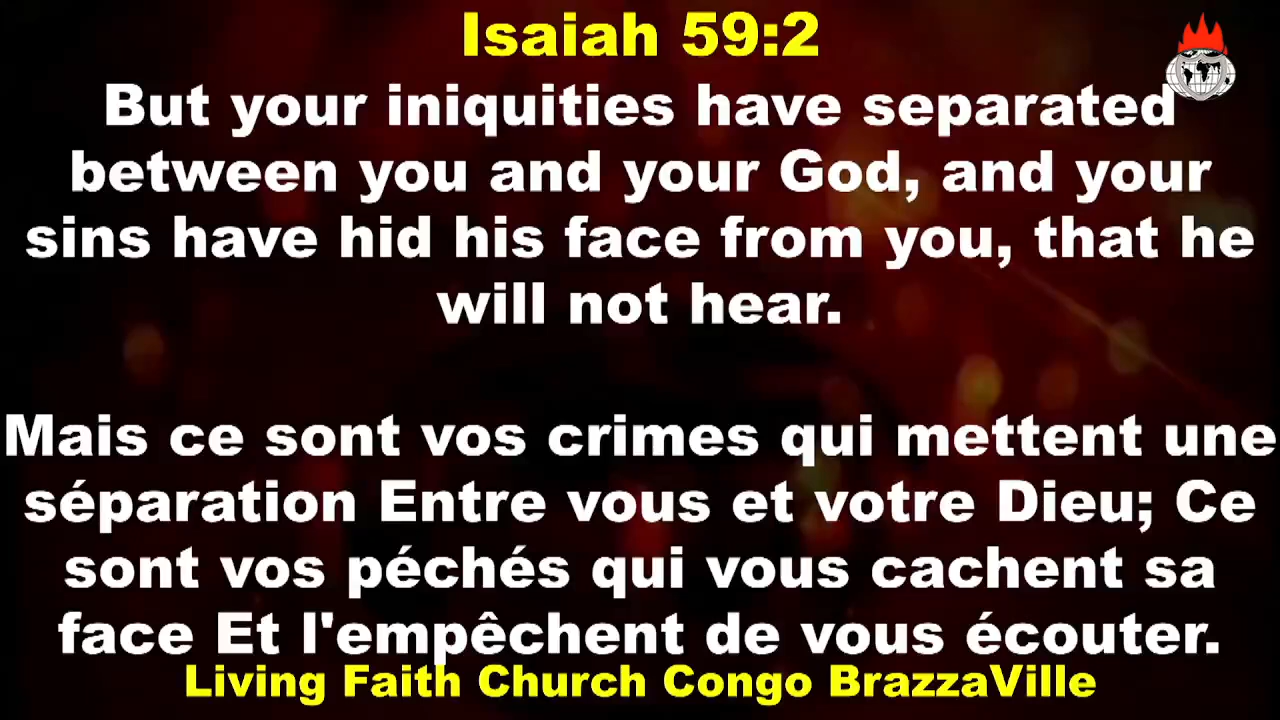 Isaiah 59:2
But your iniquities have separated
between you and your God, and your
sins have hid his face from you, that he
will not hear.
Mais ce sont vos crimes qui mettent une
séparation Entre vous et votre Dieu; Ce
sont vos péchés qui vous cachent sa
face Et l'empêchent de vous écouter.
Living Faith Church Congo BrazzaVille